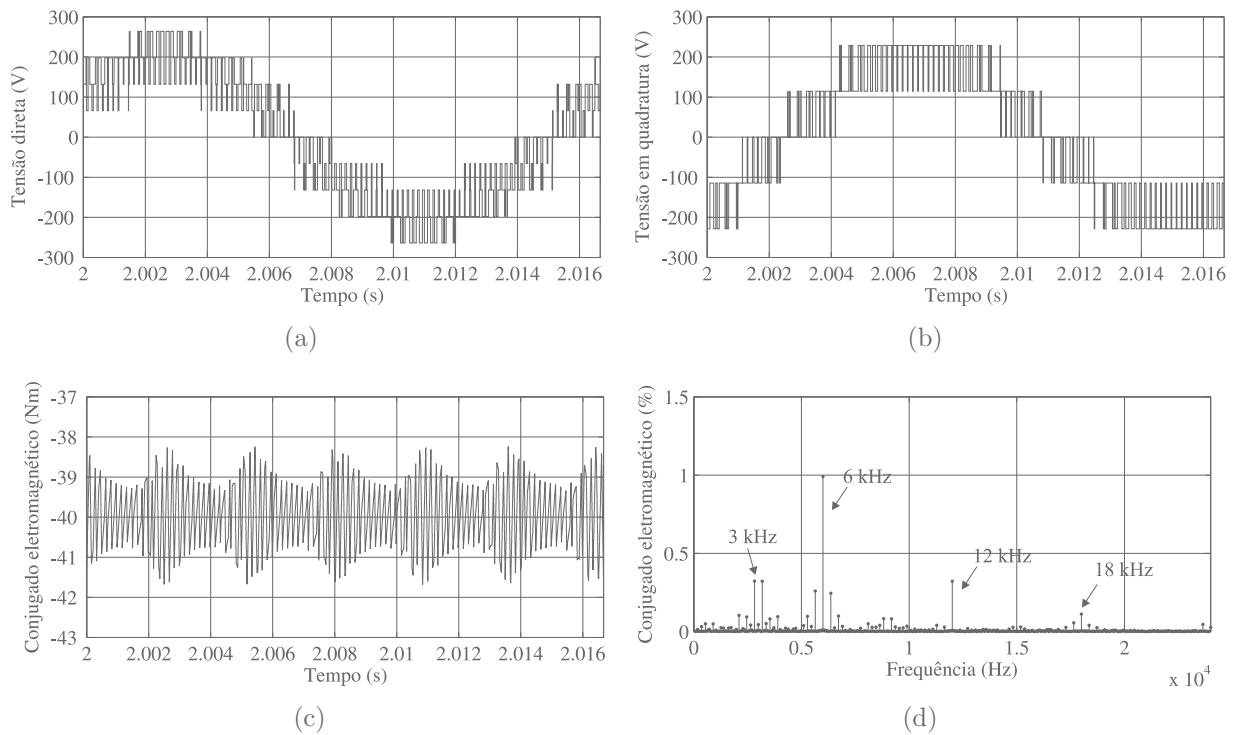 Tensão direta (V)
300
200
100
0
-100
-200
-300
2 2.002 2.004 2.006 2.008 2.01 2.012 2.014 2.016
Tempo (s)
(a)
Tensão em quadratura (V)
300
200
100
0
-100
-200
-300
2 2.002 2.004 2.006 2.008 2.01 2.012 2.014 2.016
Tempo (s)
(b)
Conjugado eletromagnético (Nm)
-37
-38
-39
-40
-41
-42
-43
2 2.002 2.004 2.006 2.008 2.01 2.012 2.014 2.016
Tempo (s)
(c)
Conjugado eletromagnético (%)
1.5
1
0.5
0
6 kHz
3 kHz
12 kHz
18 kHz
0 0.5 1 1.5 2
Frequência (Hz)
x 10^4
(d)